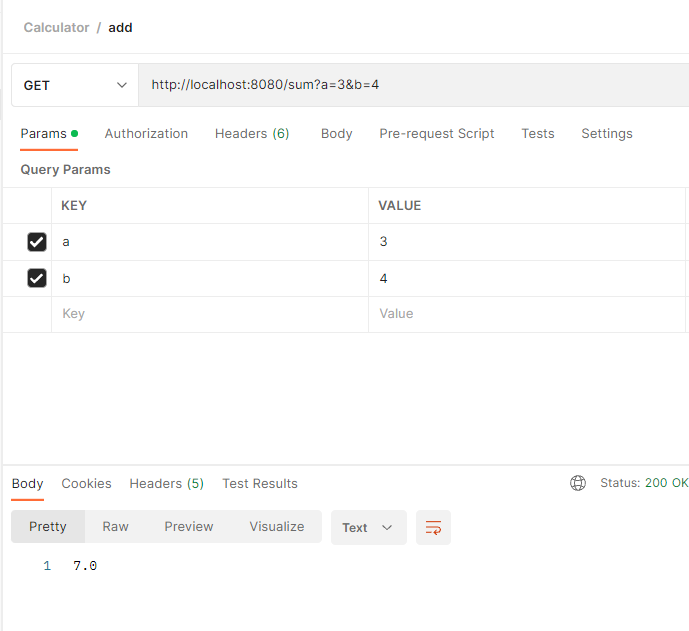 Calculator / add
GET http://localhost:8080/sum?a=3&b=4
Params Authorization Headers (6) Body Pre-request Script Tests Settings
Query Params
KEY VALUE
a 3
b 4
Key Value
Body Cookies Headers (5) Test Results Status: 200 OK
Pretty Raw Preview Visualize Text
1 7.0